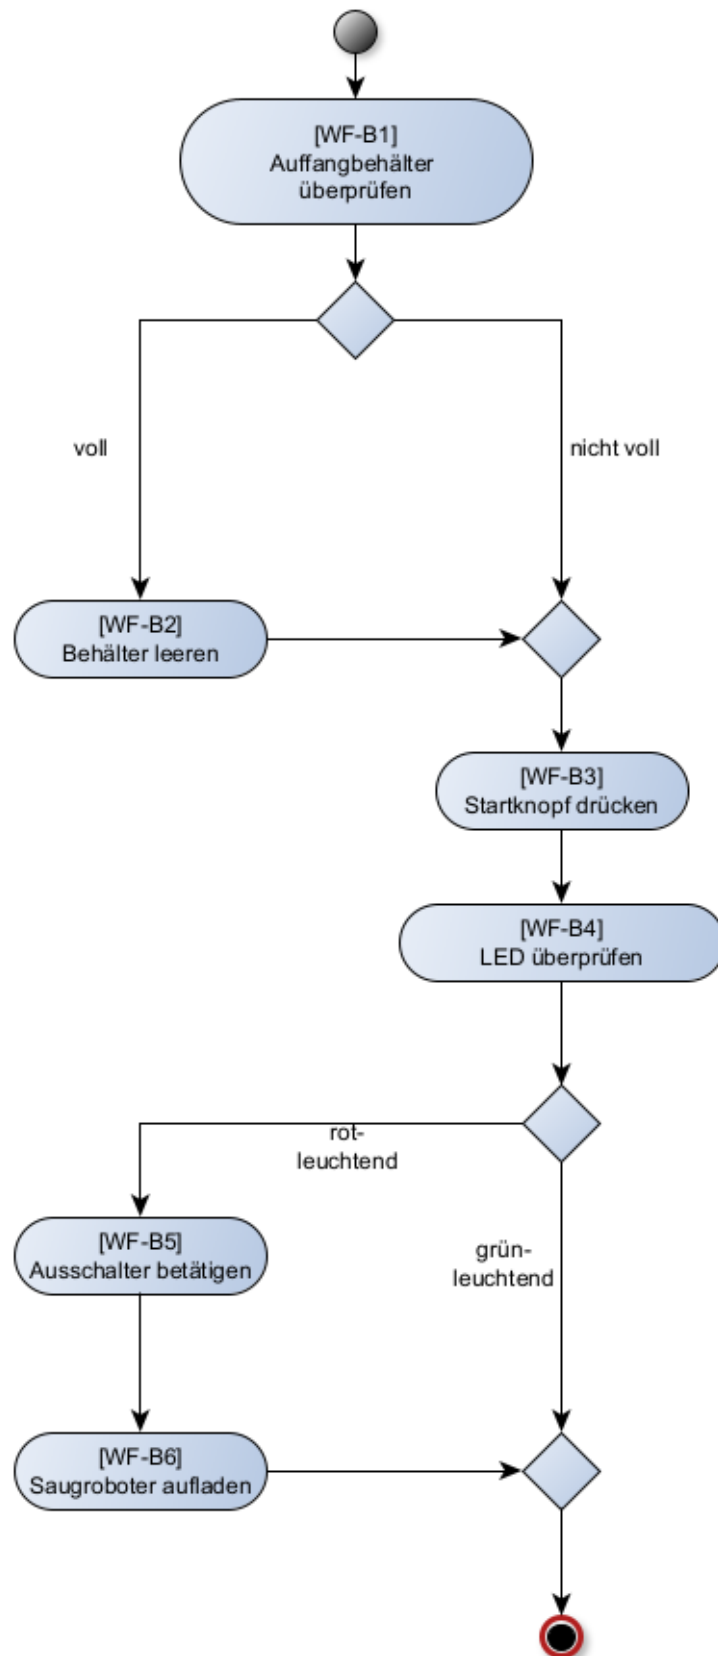 [WF-B1]
Auffangbehälter
überprüfen
voll
nicht voll
[WF-B2]
Behälter leeren
[WF-B3]
Startknopf drücken
[WF-B4]
LED überprüfen
rot-
leuchtend
[WF-B5]
Ausschalter betätigen
grün-
leuchtend
[WF-B6]
Saugroboter aufladen